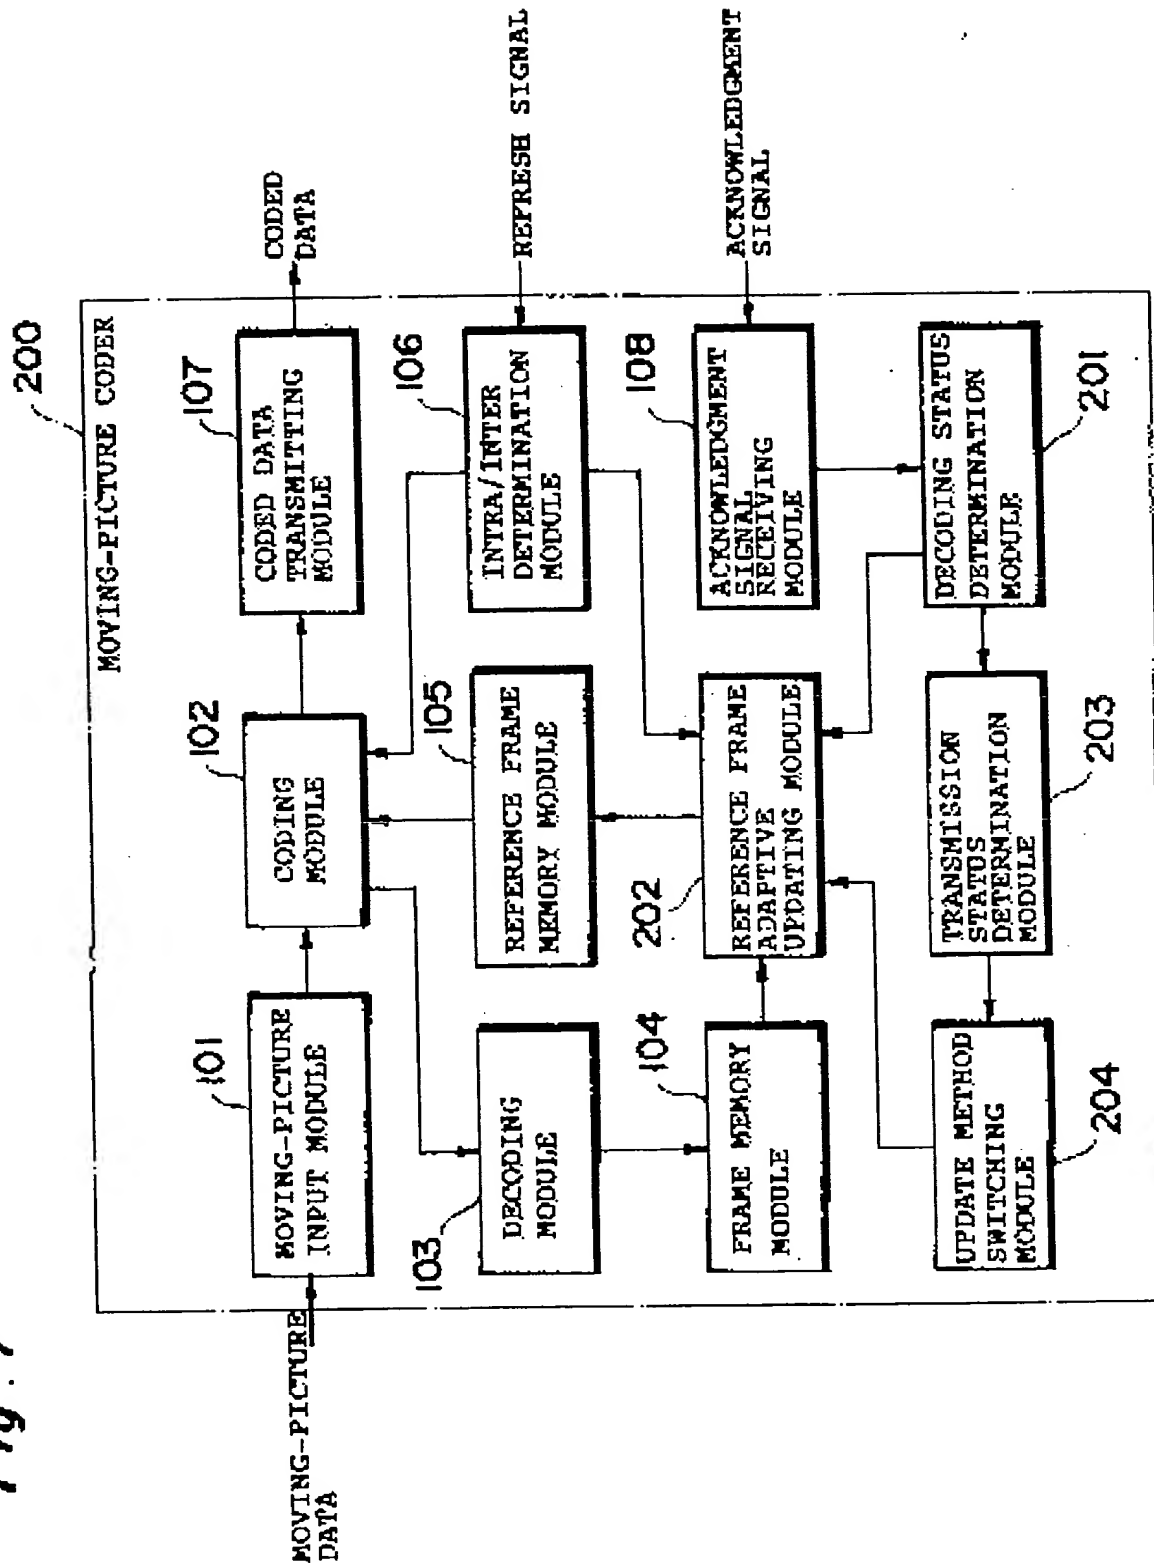 Fig. 7
200
MOVING-PICTURE CODER
MOVING-PICTURE
DATA
101
MOVING-PICTURE
INPUT MODULE
102
CODING
MODULE
107
CODED DATA
TRANSMITTING
MODULE
CODED
DATA
103
DECODING
MODULE
105
REFERENCE FRAME
MEMORY MODULE
106
INTRA/INTER
DETERMINATION
MODULE
REFRESH SIGNAL
104
FRAME MEMORY
MODULE
202
REFERENCE FRAME
ADAPTIVE
UPDATING MODULE
108
ACKNOWLEDGMENT
SIGNAL
RECEIVING
MODULE
ACKNOWLEDGMENT
SIGNAL
UPDATE METHOD
SWITCHING
MODULE
204
TRANSMISSION
STATUS
DETERMINATION
MODULE
203
DECODING STATUS
DETERMINATION
MODULE
201